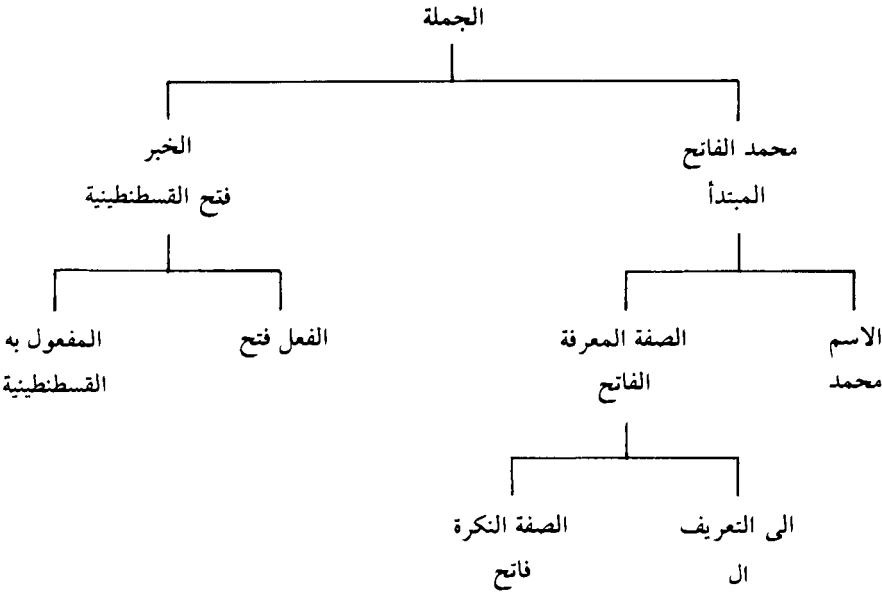 الجملة
محمد الفاتح
المبتدأ
الخبر
فتح القسطنطينية
الاسم
محمد
الصفة المعرفة
الفاتح
الفعل فتح
المفعول به
القسطنطينية
الى التعريف
ال
الصفة النكرة
فاتح